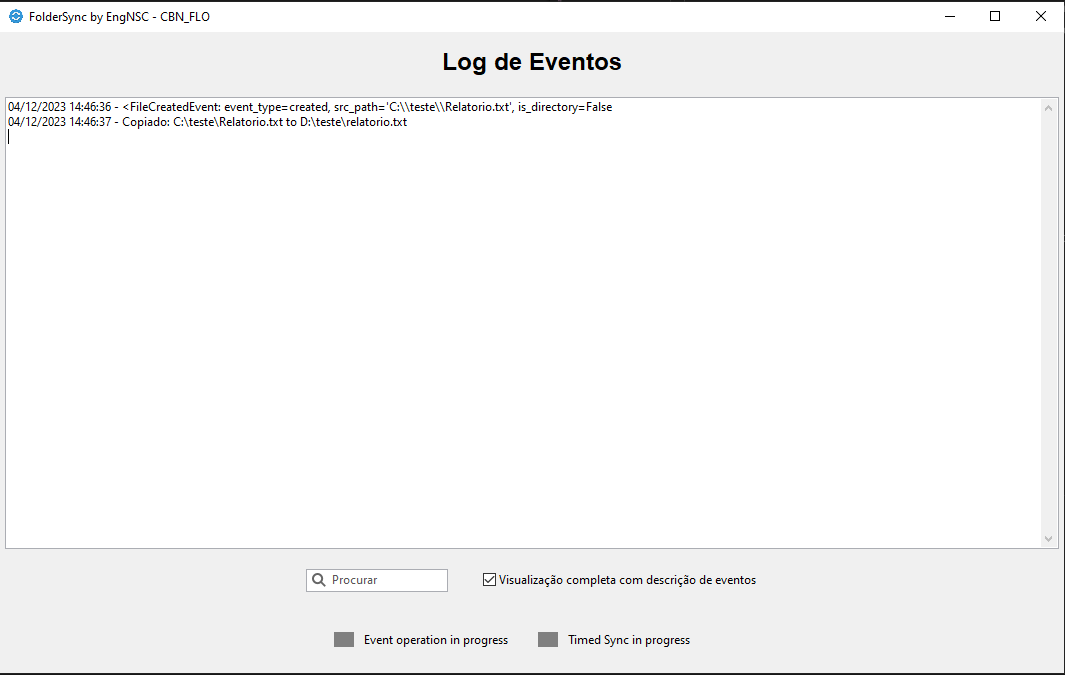 FolderSync by EngNSC - CBN_FLO
Log de Eventos
04/12/2023 14:46:36 - <FileCreatedEvent: event_type=created, src_path='C:\\teste\\Relatorio.txt', is_directory=False
04/12/2023 14:46:37 - Copiado: C:\teste\Relatorio.txt to D:\teste\relatorio.txt
Procurar
Visualização completa com descrição de eventos
Event operation in progress
Timed Sync in progress